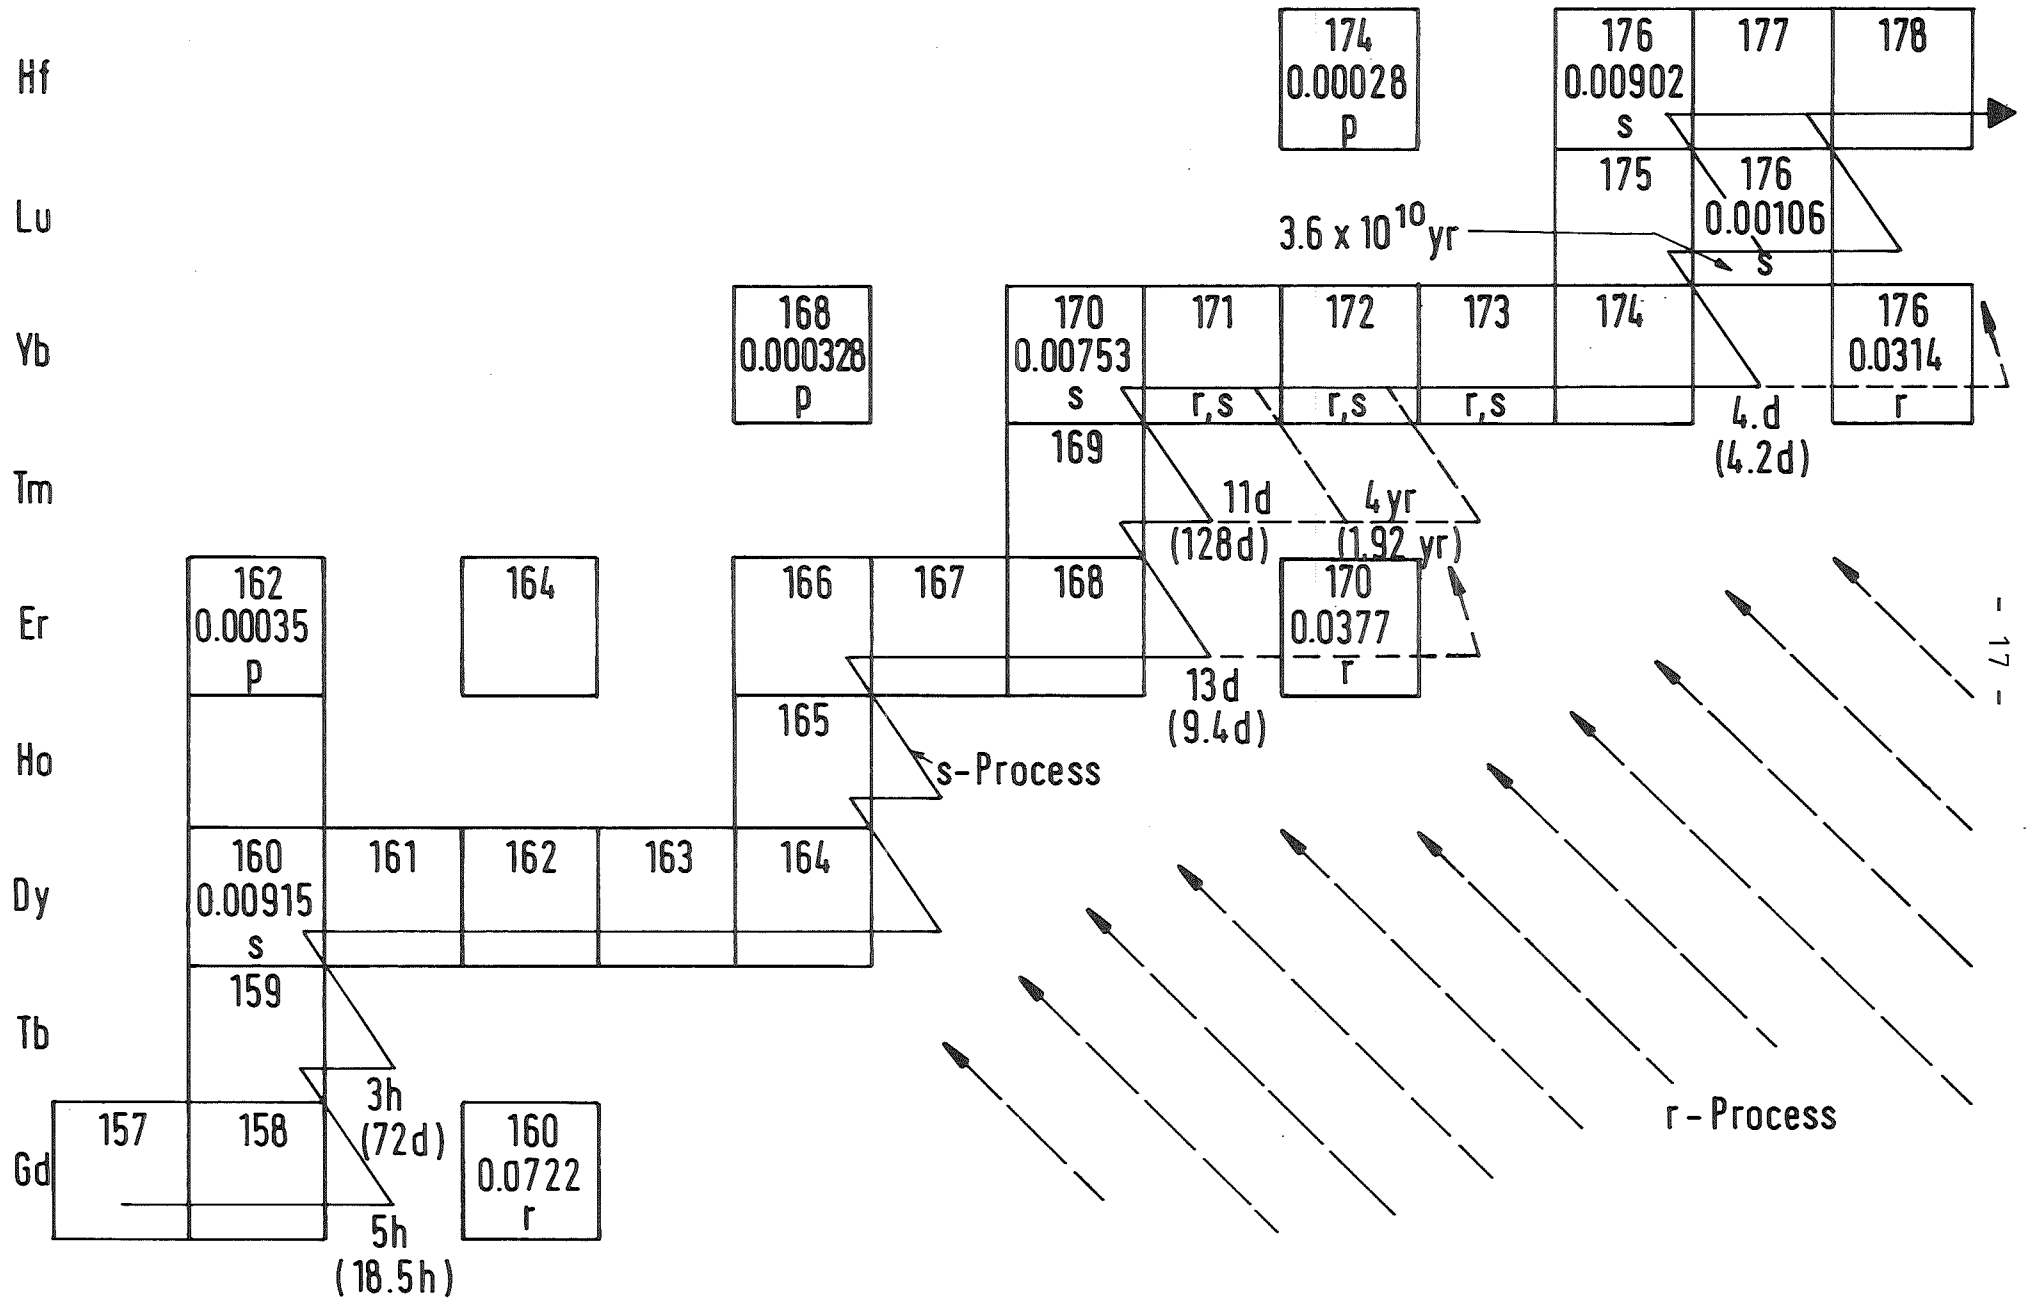 Hf
174
0.00028
p
176
0.00902
s
177
178
Lu
175
176
0.00106
s
3.6 x 10^10 yr
Yb
168
0.000328
p
170
0.00753
s
171
r,s
172
r,s
173
r,s
174
176
0.0314
r
4.d
(4.2d)
Tm
169
11d
(128d)
4yr
(1.92 yr)
Er
162
0.00035
p
164
166
167
168
170
0.0377
r
13d
(9.4d)
- 17 -
Ho
165
s-Process
Dy
160
0.00915
s
161
162
163
164
Tb
159
3h
(72d)
Gd
157
158
160
0.0722
r
5h
(18.5h)
r-Process